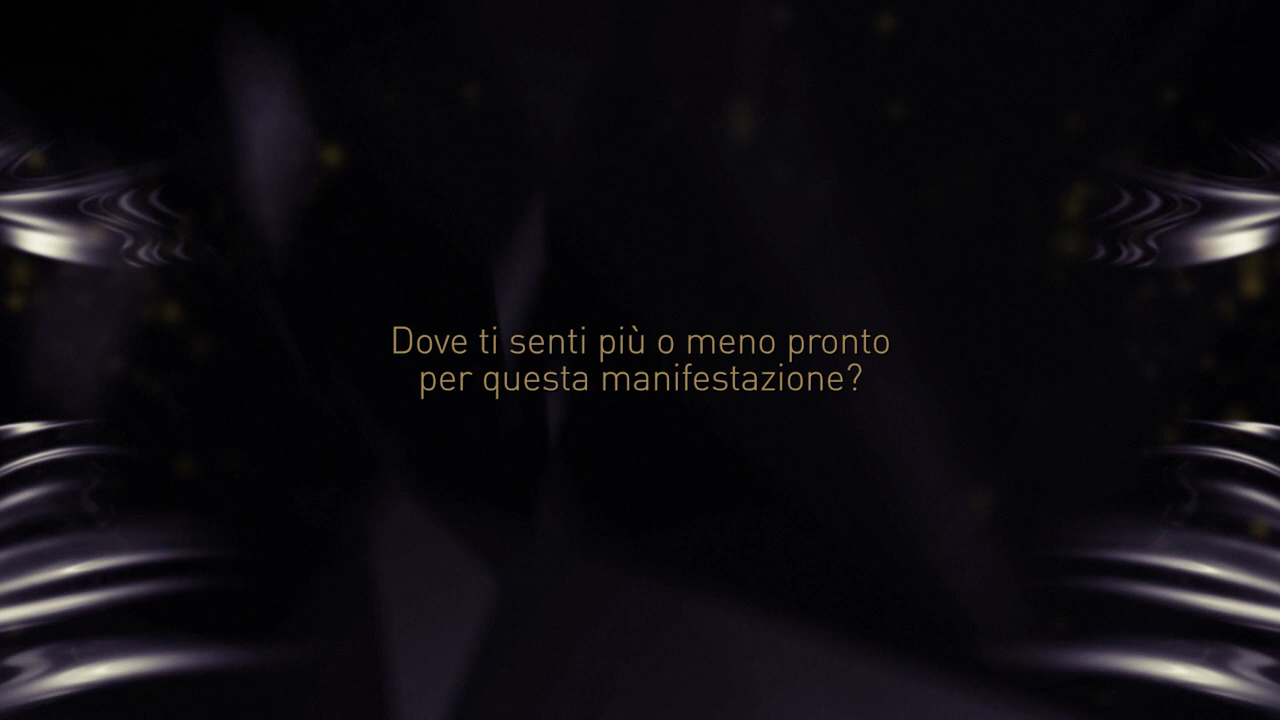 Dove ti senti più o meno pronto
per questa manifestazione?